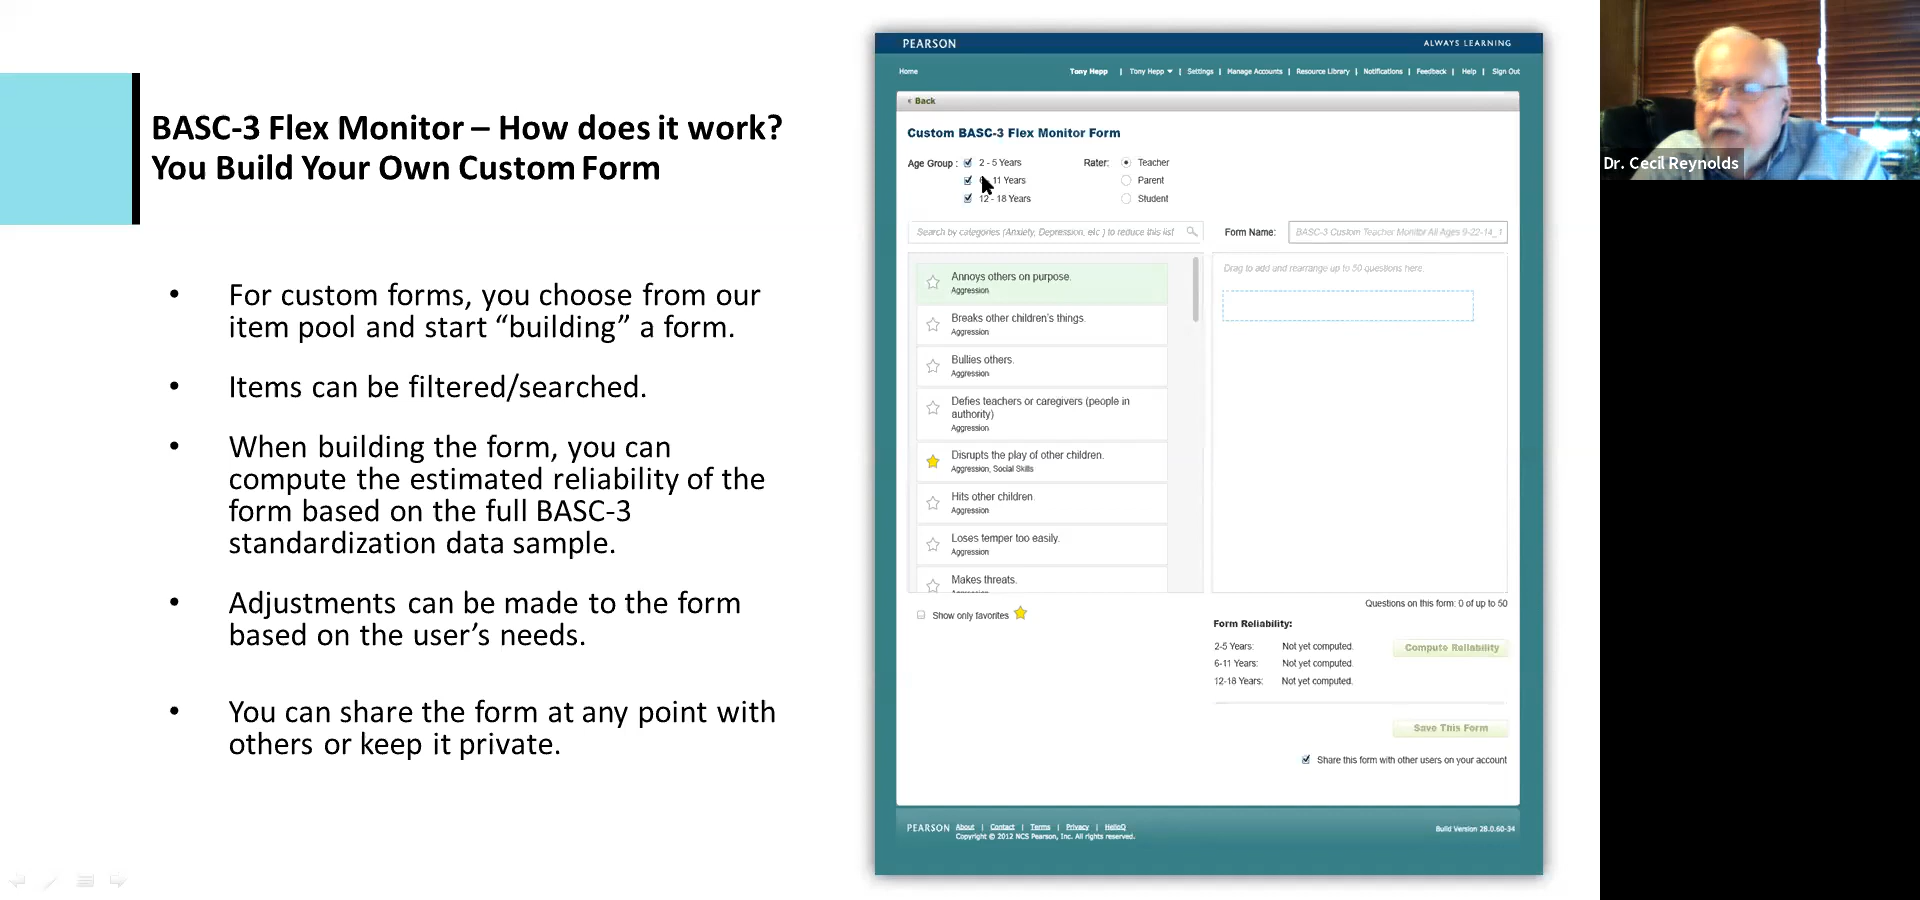 BASC-3 Flex Monitor – How does it work?
You Build Your Own Custom Form
• For custom forms, you choose from our
item pool and start “building” a form.
• Items can be filtered/searched.
• When building the form, you can
compute the estimated reliability of the
form based on the full BASC-3
standardization data sample.
• Adjustments can be made to the form
based on the user’s needs.
• You can share the form at any point with
others or keep it private.
PEARSON
ALWAYS LEARNING
Home
Tony Hepp | Tony Hepp | Settings | Manage Accounts | Resource Library | Notifications | Feedback | Help | Sign Out
< Back
Custom BASC-3 Flex Monitor Form
Age Group : 2 - 5 Years
11 Years
12 - 18 Years
Rater: Teacher
Parent
Student
Search by categories (Anxiety, Depression, etc.) to reduce this list
Form Name: BASC-3 Custom Teacher Monitor All Ages 9-22-14_1
Annoys others on purpose.
Aggression
Breaks other children's things.
Aggression
Bullies others.
Aggression
Defies teachers or caregivers (people in
authority)
Aggression
Disrupts the play of other children.
Aggression, Social Skills
Hits other children
Aggression
Loses temper too easily.
Aggression
Makes threats.
Show only favorites
Drag to add and rearrange up to 50 questions here.
Questions on this form: 0 of up to 50
Form Reliability:
2-5 Years: Not yet computed.
6-11 Years: Not yet computed.
12-18 Years: Not yet computed.
Compute Reliability
Save This Form
Share this form with other users on your account
PEARSON About | Contact | Terms | Privacy | HelloQ
Copyright © 2012 NCS Pearson, Inc. All rights reserved.
Build Version 28.0.60-34
Dr. Cecil Reynolds